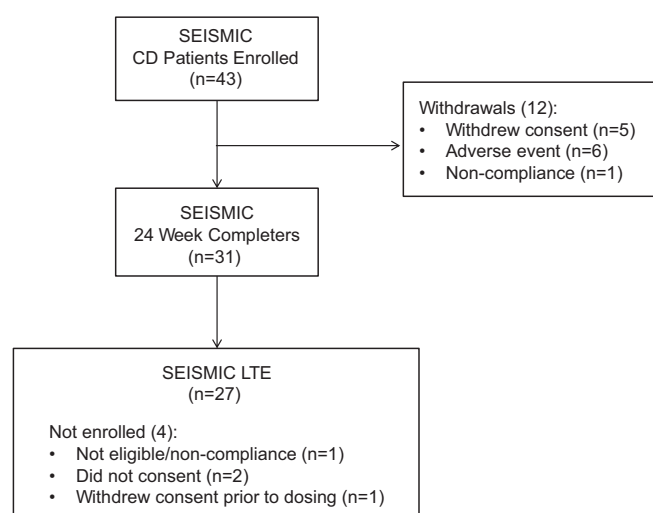 SEISMIC
CD Patients Enrolled
(n=43)
Withdrawals (12):
• Withdrew consent (n=5)
• Adverse event (n=6)
• Non-compliance (n=1)
SEISMIC
24 Week Completers
(n=31)
SEISMIC LTE
(n=27)
Not enrolled (4):
• Not eligible/non-compliance (n=1)
• Did not consent (n=2)
• Withdrew consent prior to dosing (n=1)